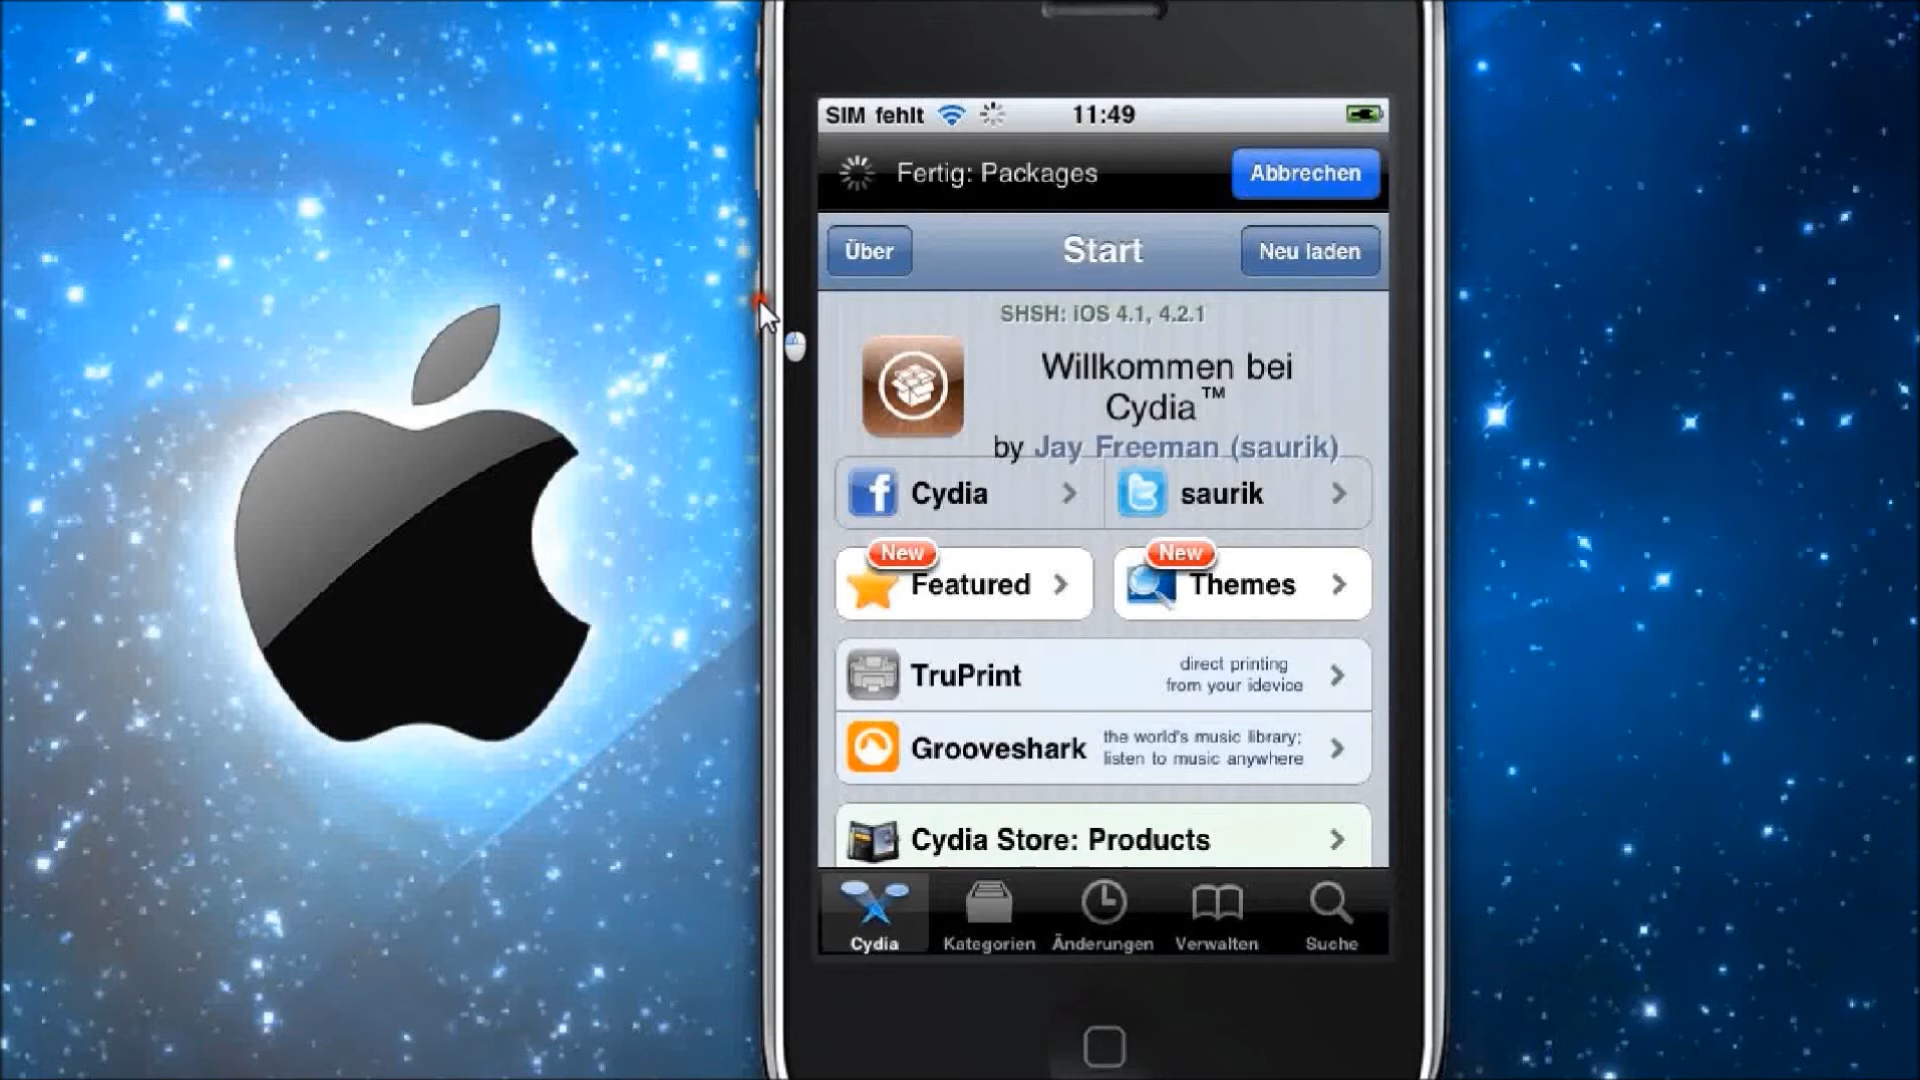 SIM fehlt 11:49
Fertig: Packages Abbrechen
Über Start Neu laden
SHSH: iOS 4.1, 4.2.1
Willkommen bei
Cydia™
by Jay Freeman (saurik)
f Cydia saurik
New New
Featured Themes
TruPrint direct printing
from your idevice
Grooveshark the world's music library;
listen to music anywhere
Cydia Store: Products
Cydia Kategorien Änderungen Verwalten Suche